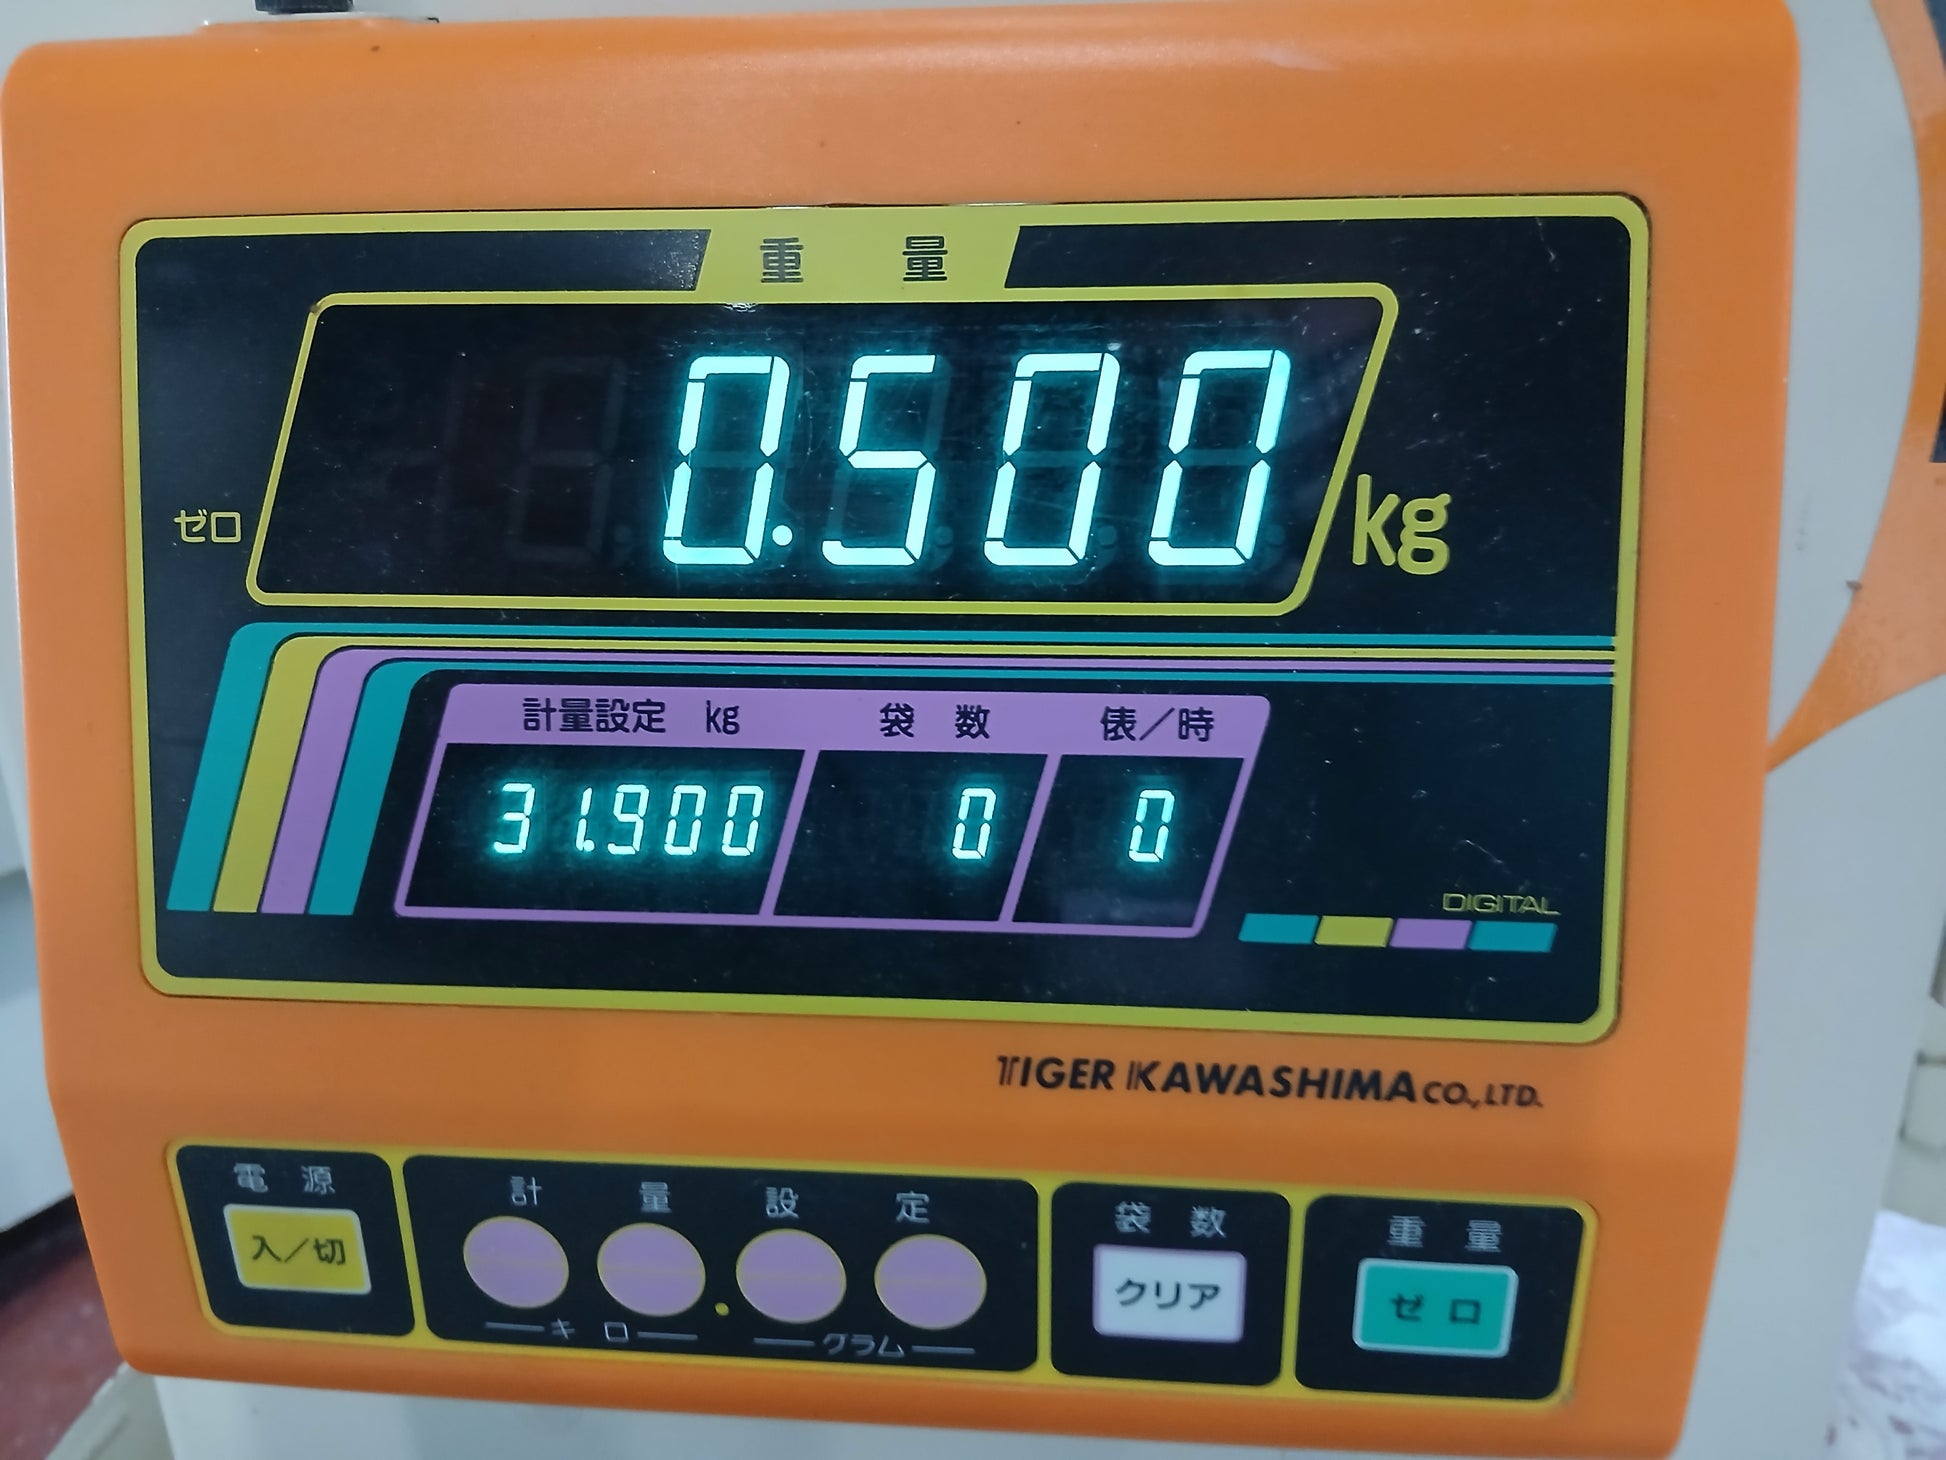 重 量
0.500 kg
ゼロ
計量設定 kg 袋 数 俵/時
31.900 0 0
DIGITAL
TIGER KAWASHIMA CO., LTD.
電 源 計 量 設 定 袋 数 重 量
入/切 クリア ゼ ロ
キ ロ グラム